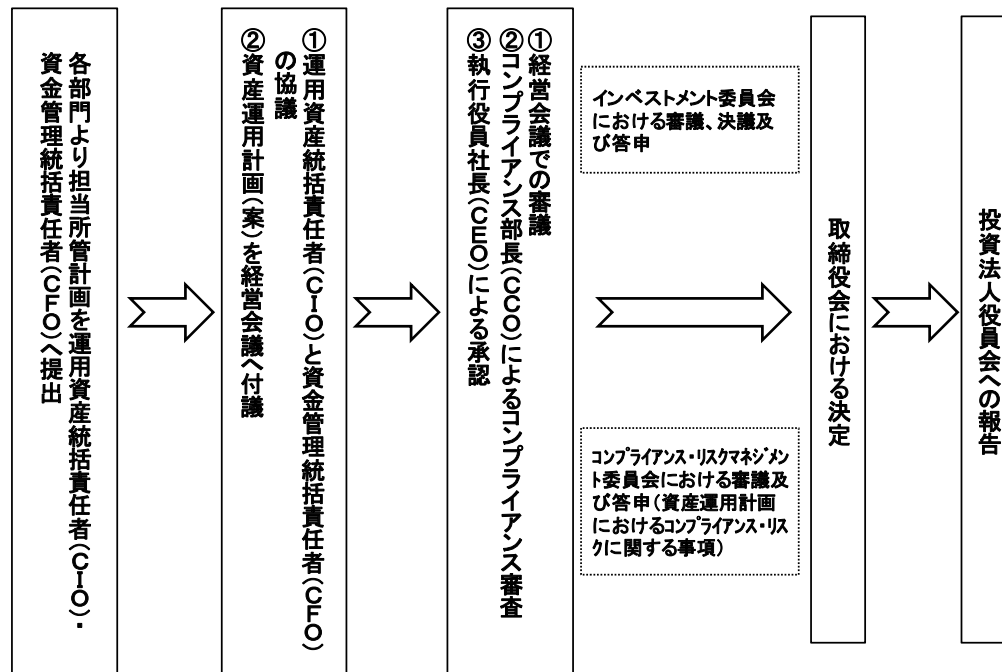 各部門より担当所管計画を運用資産統括責任者(CIO)・
資金管理統括責任者(CFO)へ提出
①運用資産統括責任者(CIO)と資金管理統括責任者(CFO)
の協議
②資産運用計画(案)を経営会議へ付議
①経営会議での審議
②コンプライアンス部長(CCO)によるコンプライアンス審査
③執行役員社長(CEO)による承認
インベストメント委員会
における審議、決議及
び答申
コンプライアンス・リスクマネジメン
ト委員会における審議及
び答申(資産運用計画
におけるコンプライアンス・リス
クに関する事項)
取締役会における決定
投資法人役員会への報告